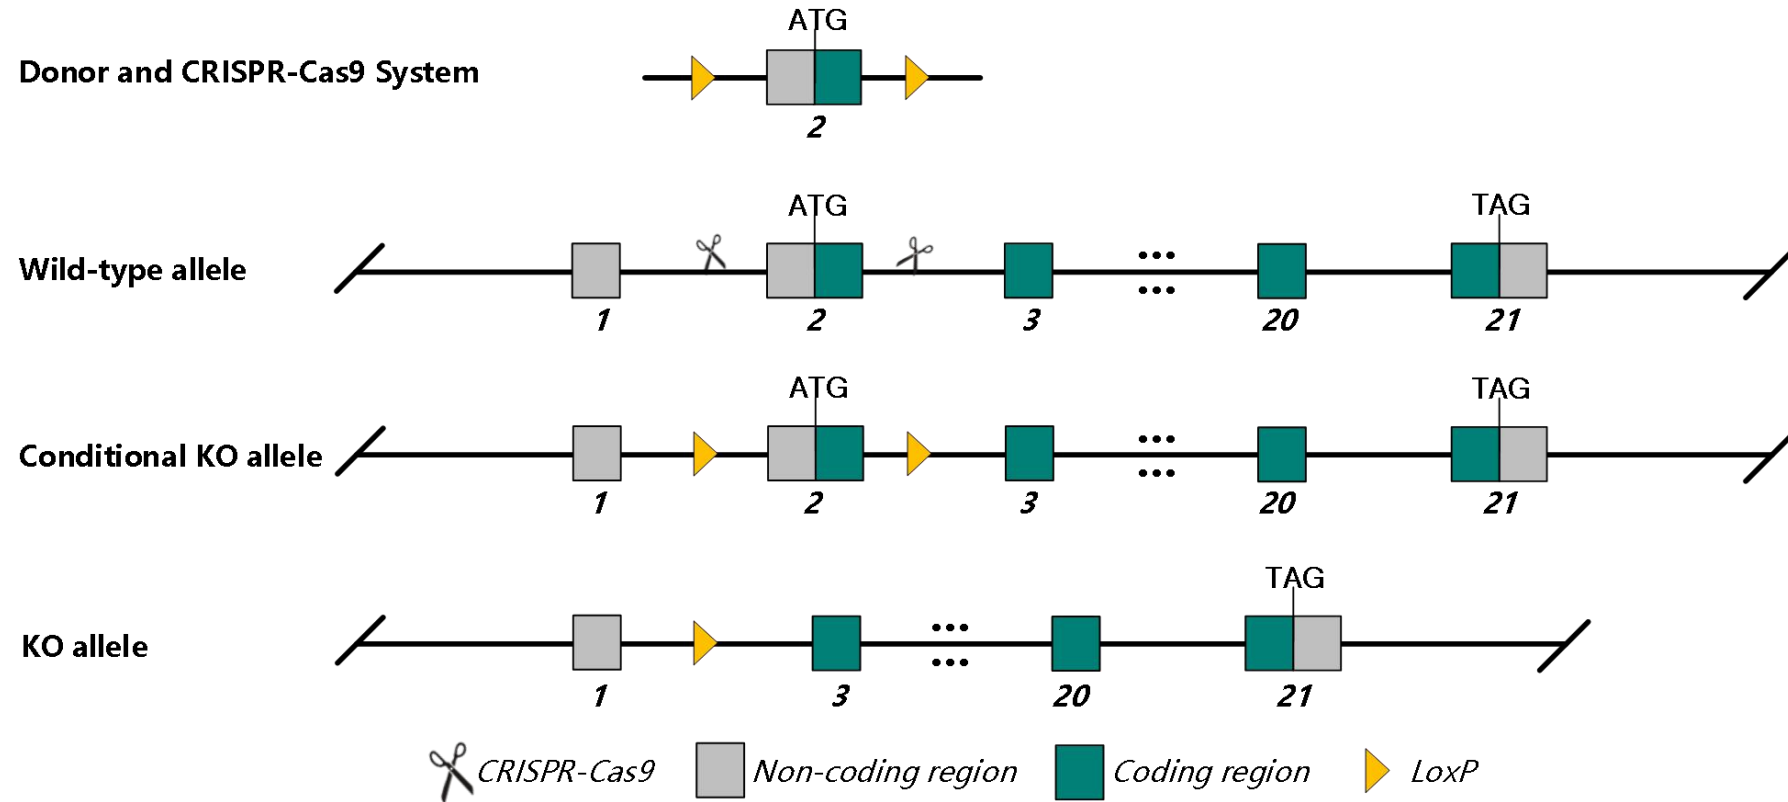 ATG
Donor and CRISPR-Cas9 System
2
ATG TAG
Wild-type allele
1 2 3 20 21
ATG TAG
Conditional KO allele
1 2 3 20 21
TAG
KO allele
1 3 20 21
CRISPR-Cas9 Non-coding region Coding region LoxP